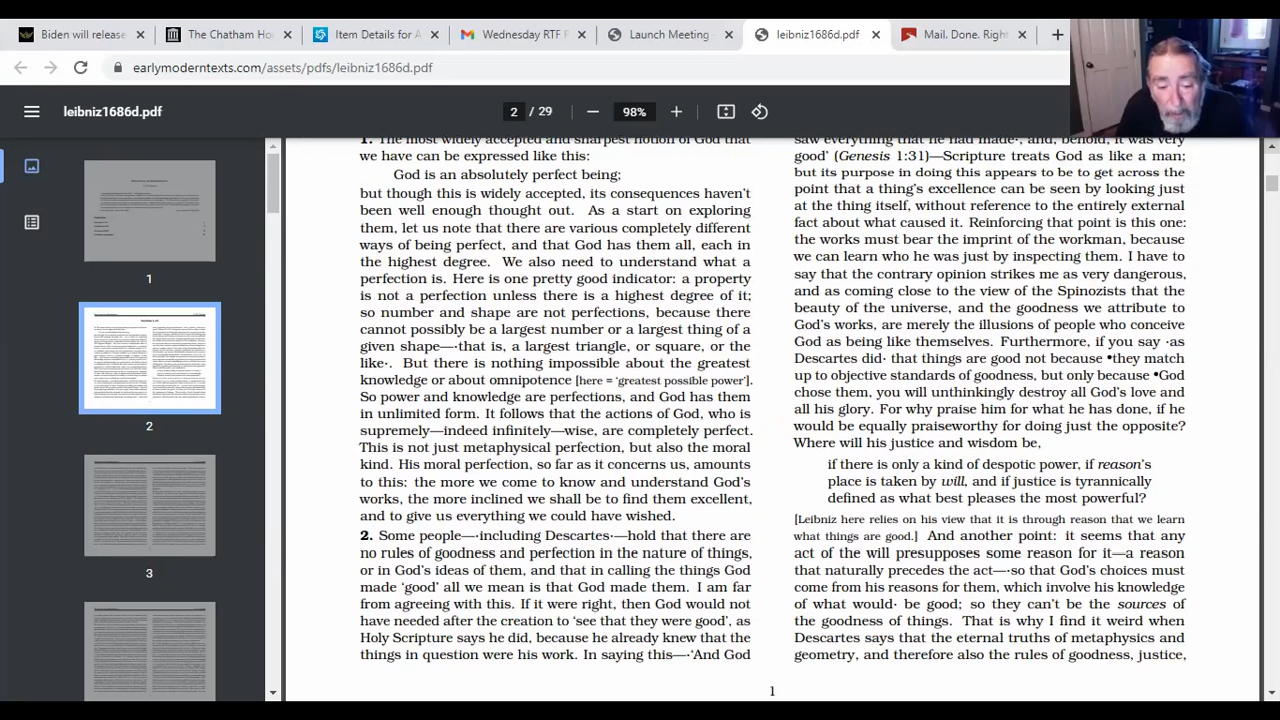 Biden will release
The Chatham Ho
Item Details for A
Wednesday RTF F
Launch Meeting -
leibniz1686d.pdf
Mail. Done. Right.
earlymoderntexts.com/assets/pdfs/leibniz1686d.pdf
leibniz1686d.pdf
2 / 29
98%
1
2
3
1. The most widely accepted and sharpest notion of God that
we have can be expressed like this:
God is an absolutely perfect being;
but though this is widely accepted, its consequences haven't
been well enough thought out. As a start on exploring
them, let us note that there are various completely different
ways of being perfect, and that God has them all, each in
the highest degree. We also need to understand what a
perfection is. Here is one pretty good indicator: a property
is not a perfection unless there is a highest degree of it;
so number and shape are not perfections, because there
cannot possibly be a largest number or a largest thing of a
given shape—·that is, a largest triangle, or square, or the
like·. But there is nothing impossible about the greatest
knowledge or about omnipotence [here = 'greatest possible power'].
So power and knowledge are perfections, and God has them
in unlimited form. It follows that the actions of God, who is
supremely—indeed infinitely—wise, are completely perfect.
This is not just metaphysical perfection, but also the moral
kind. His moral perfection, so far as it concerns us, amounts
to this: the more we come to know and understand God's
works, the more inclined we shall be to find them excellent,
and to give us everything we could have wished.
2. Some people—·including Descartes·—hold that there are
no rules of goodness and perfection in the nature of things,
or in God's ideas of them, and that in calling the things God
made 'good' all we mean is that God made them. I am far
from agreeing with this. If it were right, then God would not
have needed after the creation to 'see that they were good', as
Holy Scripture says he did, because he already knew that the
things in question were his work. In saying this—·'And God
saw everything that he had made·, and, behold, it was very
good' (Genesis 1:31)—Scripture treats God as like a man;
but its purpose in doing this appears to be to get across the
point that a thing's excellence can be seen by looking just
at the thing itself, without reference to the entirely external
fact about what caused it. Reinforcing that point is this one:
the works must bear the imprint of the workman, because
we can learn who he was just by inspecting them. I have to
say that the contrary opinion strikes me as very dangerous,
and as coming close to the view of the Spinozists that the
beauty of the universe, and the goodness we attribute to
God's works, are merely the illusions of people who conceive
God as being like themselves. Furthermore, if you say ·as
Descartes did· that things are good not because •they match
up to objective standards of goodness, but only because •God
chose them, you will unthinkingly destroy all God's love and
all his glory. For why praise him for what he has done, if he
would be equally praiseworthy for doing just the opposite?
Where will his justice and wisdom be,
if there is only a kind of despotic power, if reason's
place is taken by will, and if justice is tyrannically
defined as what best pleases the most powerful?
[Leibniz here relies on his view that it is through reason that we learn
what things are good.] And another point: it seems that any
act of the will presupposes some reason for it—a reason
that naturally precedes the act—·so that God's choices must
come from his reasons for them, which involve his knowledge
of what would· be good; so they can't be the sources of
the goodness of things. That is why I find it weird when
Descartes says that the eternal truths of metaphysics and
geometry, and therefore also the rules of goodness, justice,
1